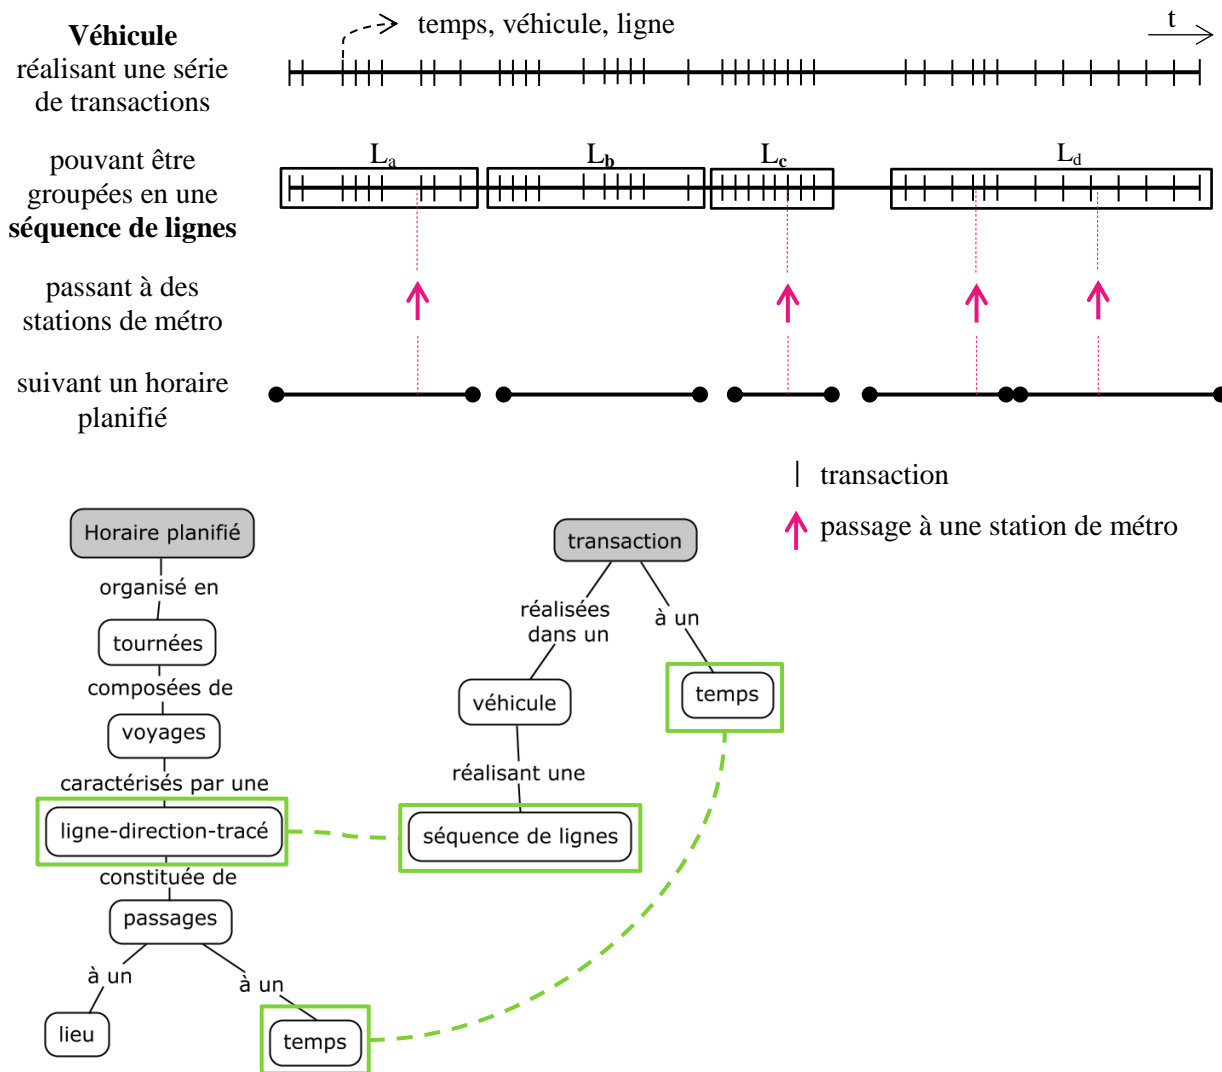 Véhicule
réalisant une série
de transactions
temps, véhicule, ligne
t
pouvant être
groupées en une
séquence de lignes
La
Lb
Lc
Ld
passant à des
stations de métro
suivant un horaire
planifié
transaction
passage à une station de métro
Horaire planifié
organisé en
tournées
composées de
voyages
caractérisés par une
ligne-direction-tracé
constituée de
passages
à un
à un
lieu
temps
transaction
réalisées
dans un
à un
véhicule
temps
réalisant une
séquence de lignes